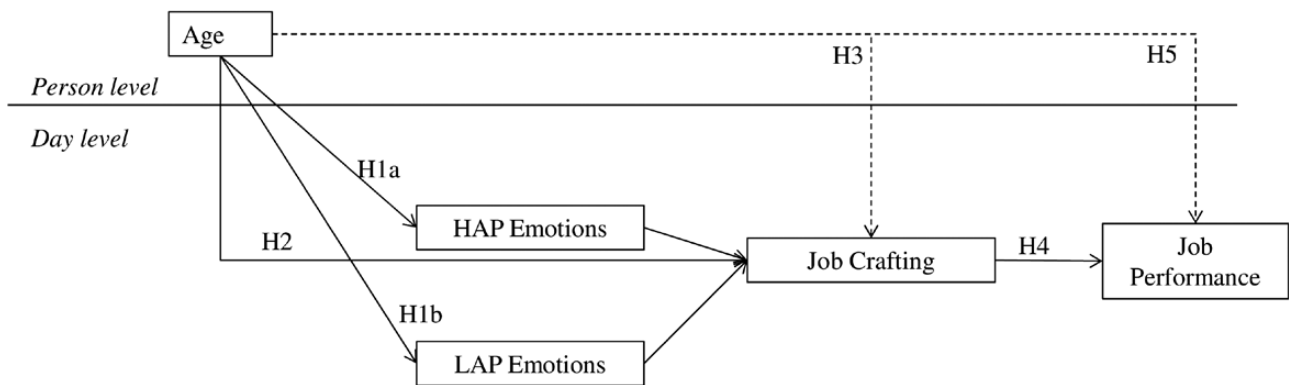 Age
H3
H5
Person level
Day level
H1a
HAP Emotions
H2
Job Crafting
H4
Job
Performance
H1b
LAP Emotions